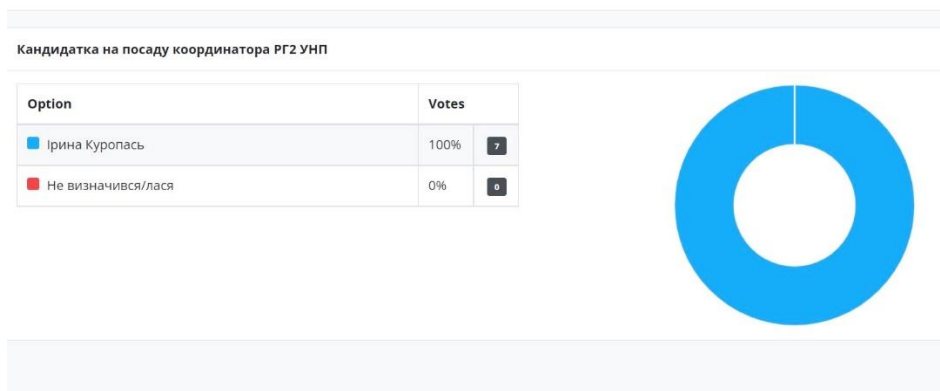 Кандидатка на посаду координатора РГ2 УНП
Option Votes
Ірина Куропась 100% 7
Не визначився/лася 0% 0